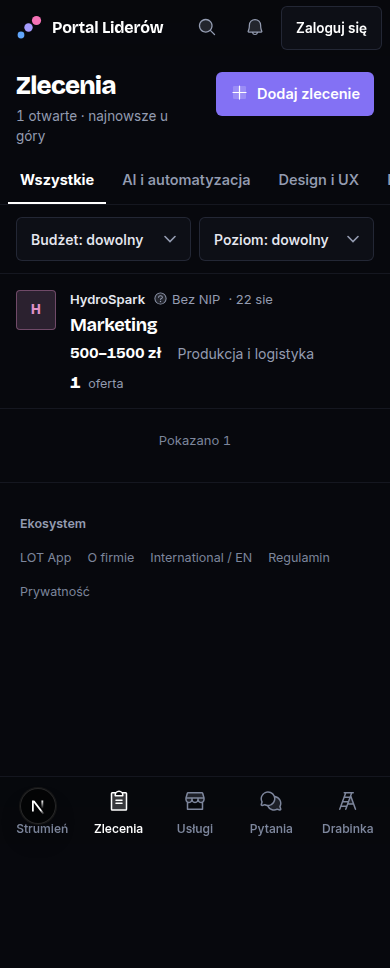 Portal Liderów
Zaloguj się
Zlecenia
1 otwarte · najnowsze u
góry
Dodaj zlecenie
Wszystkie AI i automatyzacja Design i UX
Budżet: dowolny Poziom: dowolny
H
HydroSpark Bez NIP · 22 sie
Marketing
500–1500 zł Produkcja i logistyka
1 oferta
Pokazano 1
Ekosystem
LOT App O firmie International / EN Regulamin
Prywatność
N
Strumień Zlecenia Usługi Pytania Drabinka